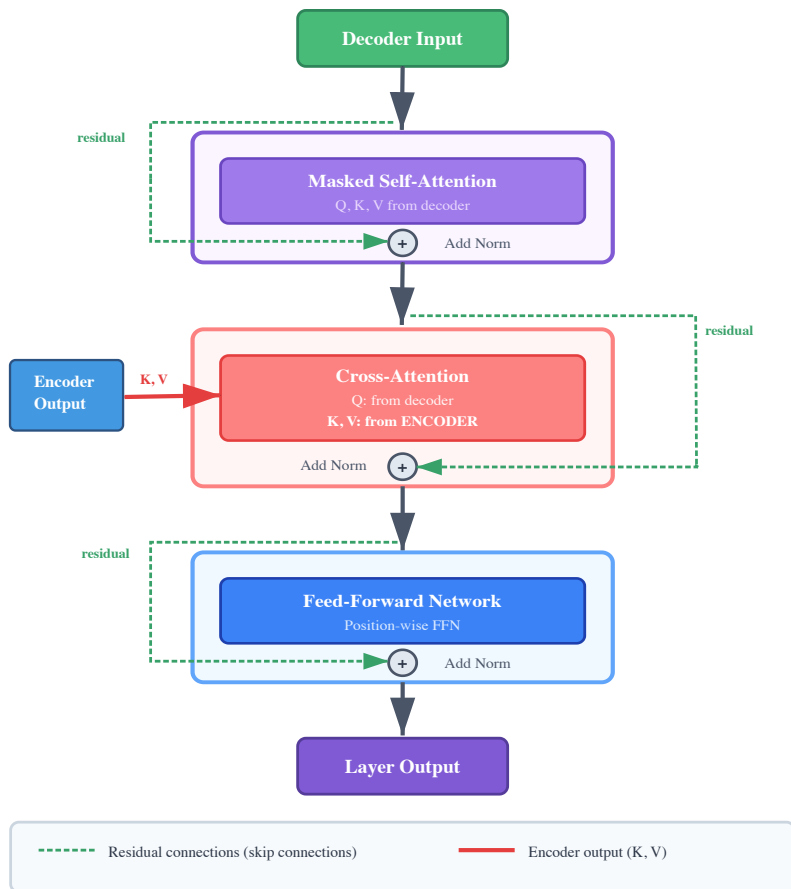 Decoder Input
residual
Masked Self-Attention
Q, K, V from decoder
+
Add Norm
residual
Cross-Attention
Q: from decoder
K, V: from ENCODER
Encoder
Output
K, V
Add Norm
+
residual
Feed-Forward Network
Position-wise FFN
+
Add Norm
Layer Output
Residual connections (skip connections)
Encoder output (K, V)